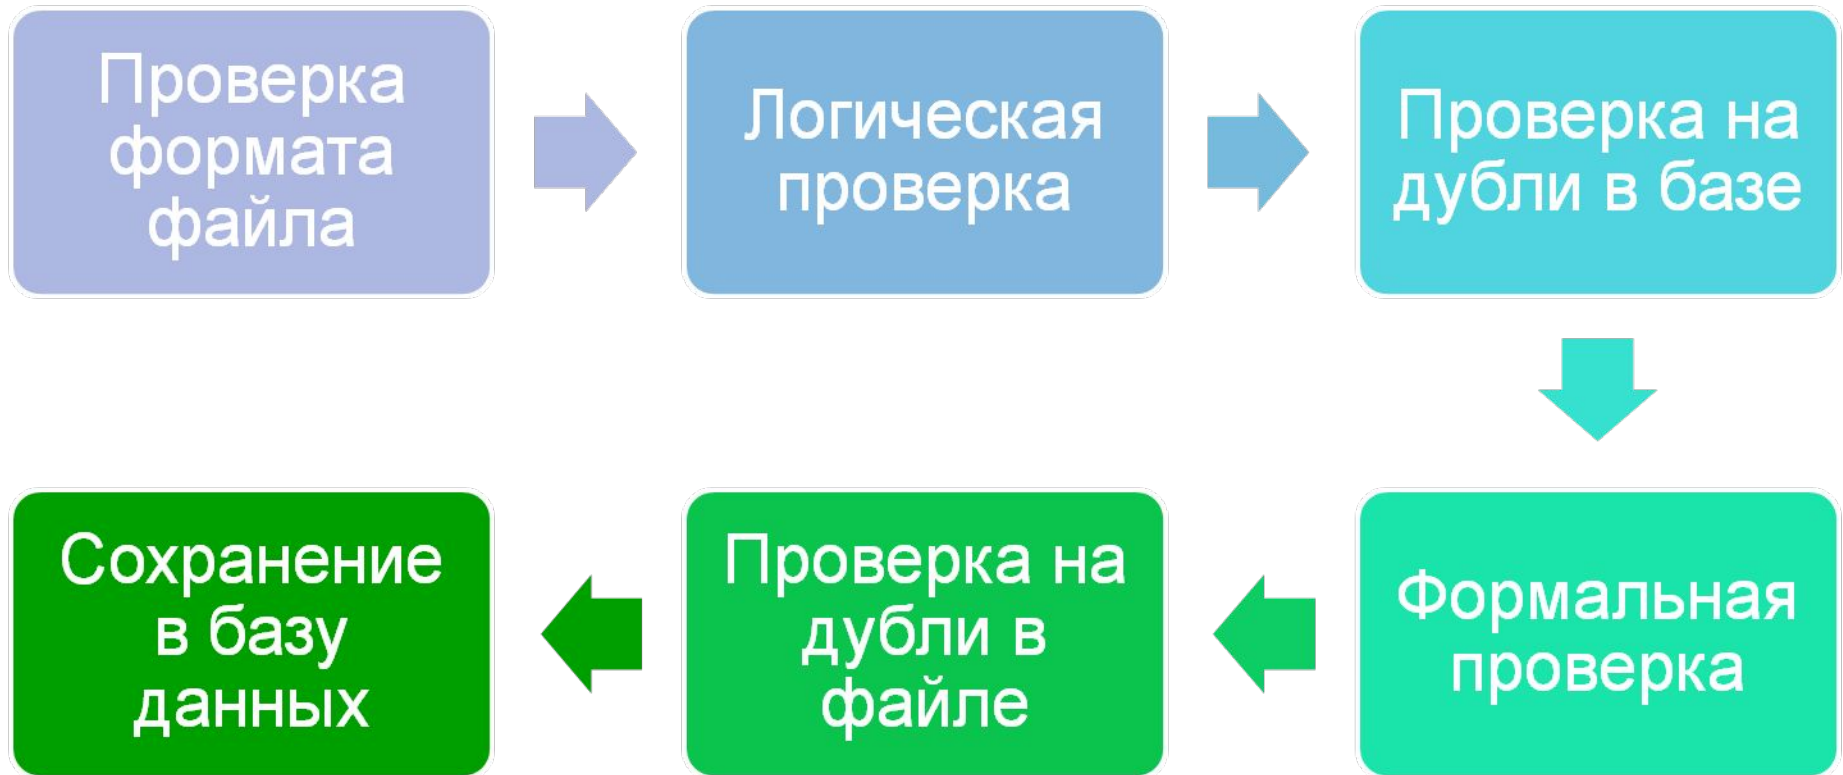 Проверка
формата
файла
Логическая
проверка
Проверка на
дубли в базе
Формальная
проверка
Проверка на
дубли в
файле
Сохранение
в базу
данных